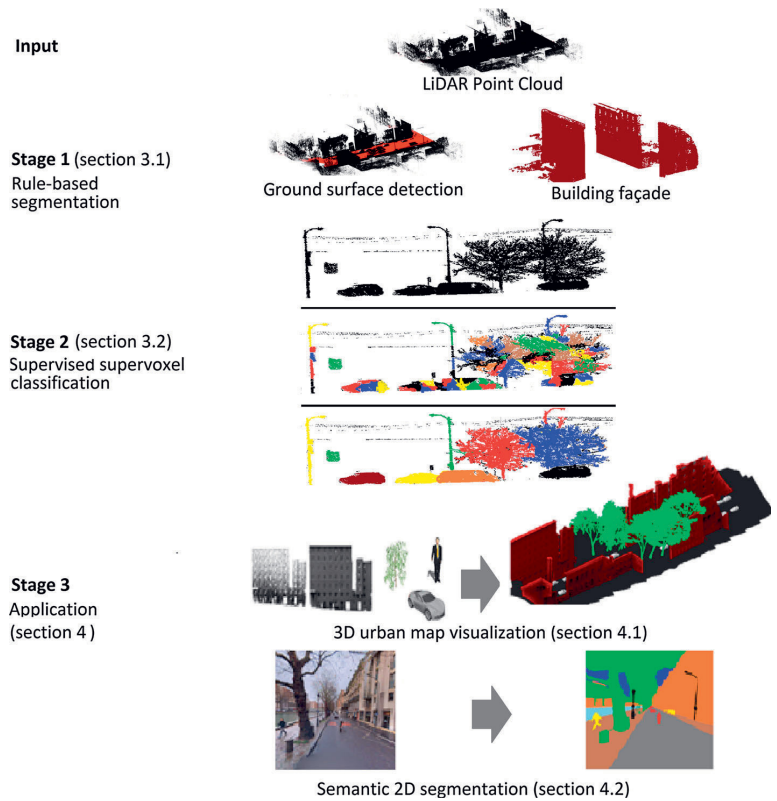 Input
LiDAR Point Cloud
Stage 1 (section 3.1)
Rule-based
segmentation
Ground surface detection
Building façade
Stage 2 (section 3.2)
Supervised supervoxel
classification
Stage 3
Application
(section 4 )
3D urban map visualization (section 4.1)
Semantic 2D segmentation (section 4.2)